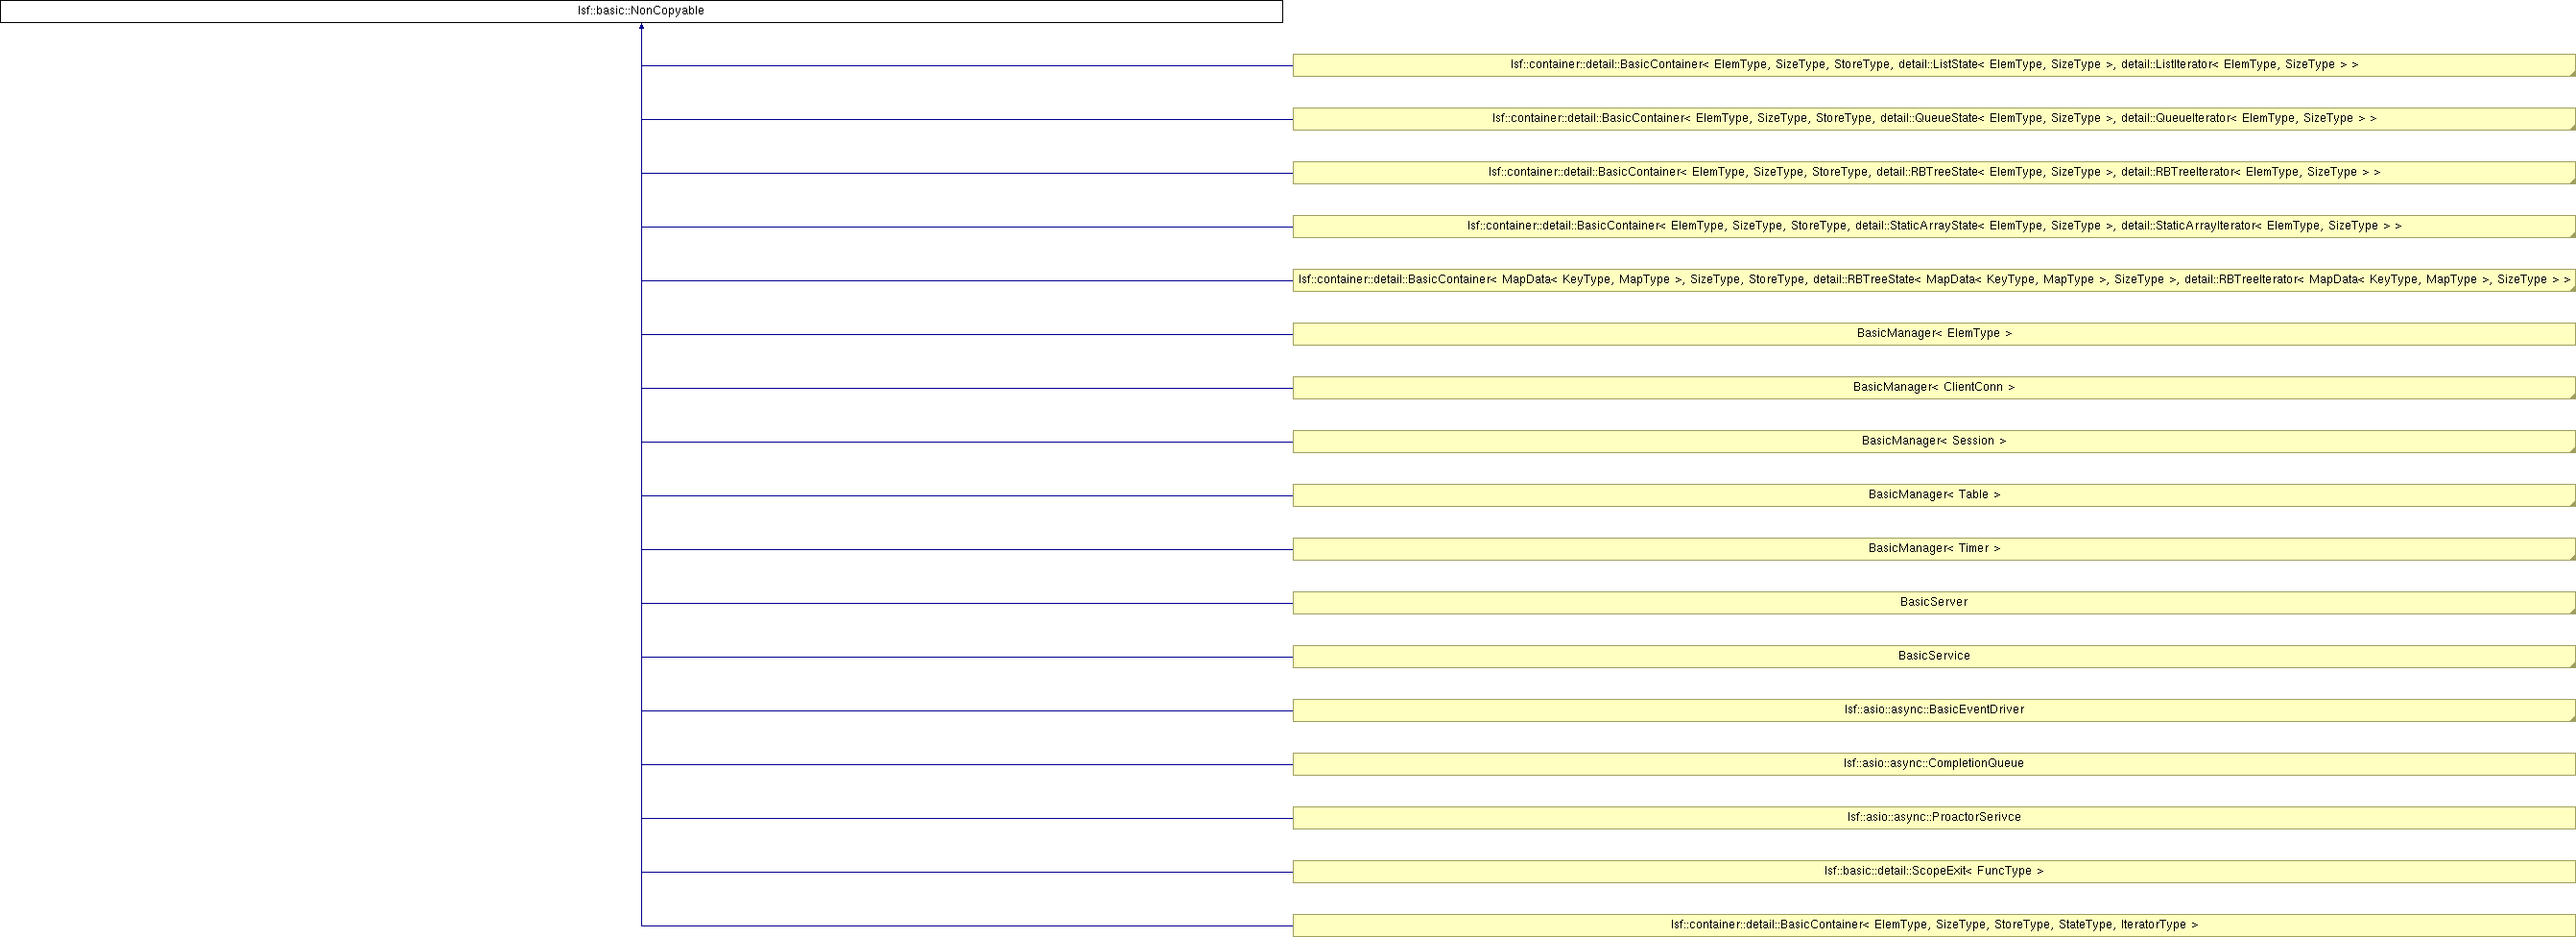 lsf::basic::NonCopyable
lsf::container::detail::BasicContainer< ElemType, SizeType, StoreType, detail::ListState< ElemType, SizeType >, detail::ListIterator< ElemType, SizeType > >
lsf::container::detail::BasicContainer< ElemType, SizeType, StoreType, detail::QueueState< ElemType, SizeType >, detail::QueueIterator< ElemType, SizeType > >
lsf::container::detail::BasicContainer< ElemType, SizeType, StoreType, detail::RBTreeState< ElemType, SizeType >, detail::RBTreeIterator< ElemType, SizeType > >
lsf::container::detail::BasicContainer< ElemType, SizeType, StoreType, detail::StaticArrayState< ElemType, SizeType >, detail::StaticArrayIterator< ElemType, SizeType > >
lsf::container::detail::BasicContainer< MapData< KeyType, MapType >, SizeType, StoreType, detail::RBTreeState< MapData< KeyType, MapType >, SizeType >, detail::RBTreeIterator< MapData< KeyType, MapType >, SizeType > >
BasicManager< ElemType >
BasicManager< ClientConn >
BasicManager< Session >
BasicManager< Table >
BasicManager< Timer >
BasicServer
BasicService
lsf::asio::async::BasicEventDriver
lsf::asio::async::CompletionQueue
lsf::asio::async::ProactorSerivce
lsf::basic::detail::ScopeExit< FuncType >
lsf::container::detail::BasicContainer< ElemType, SizeType, StoreType, StateType, IteratorType >